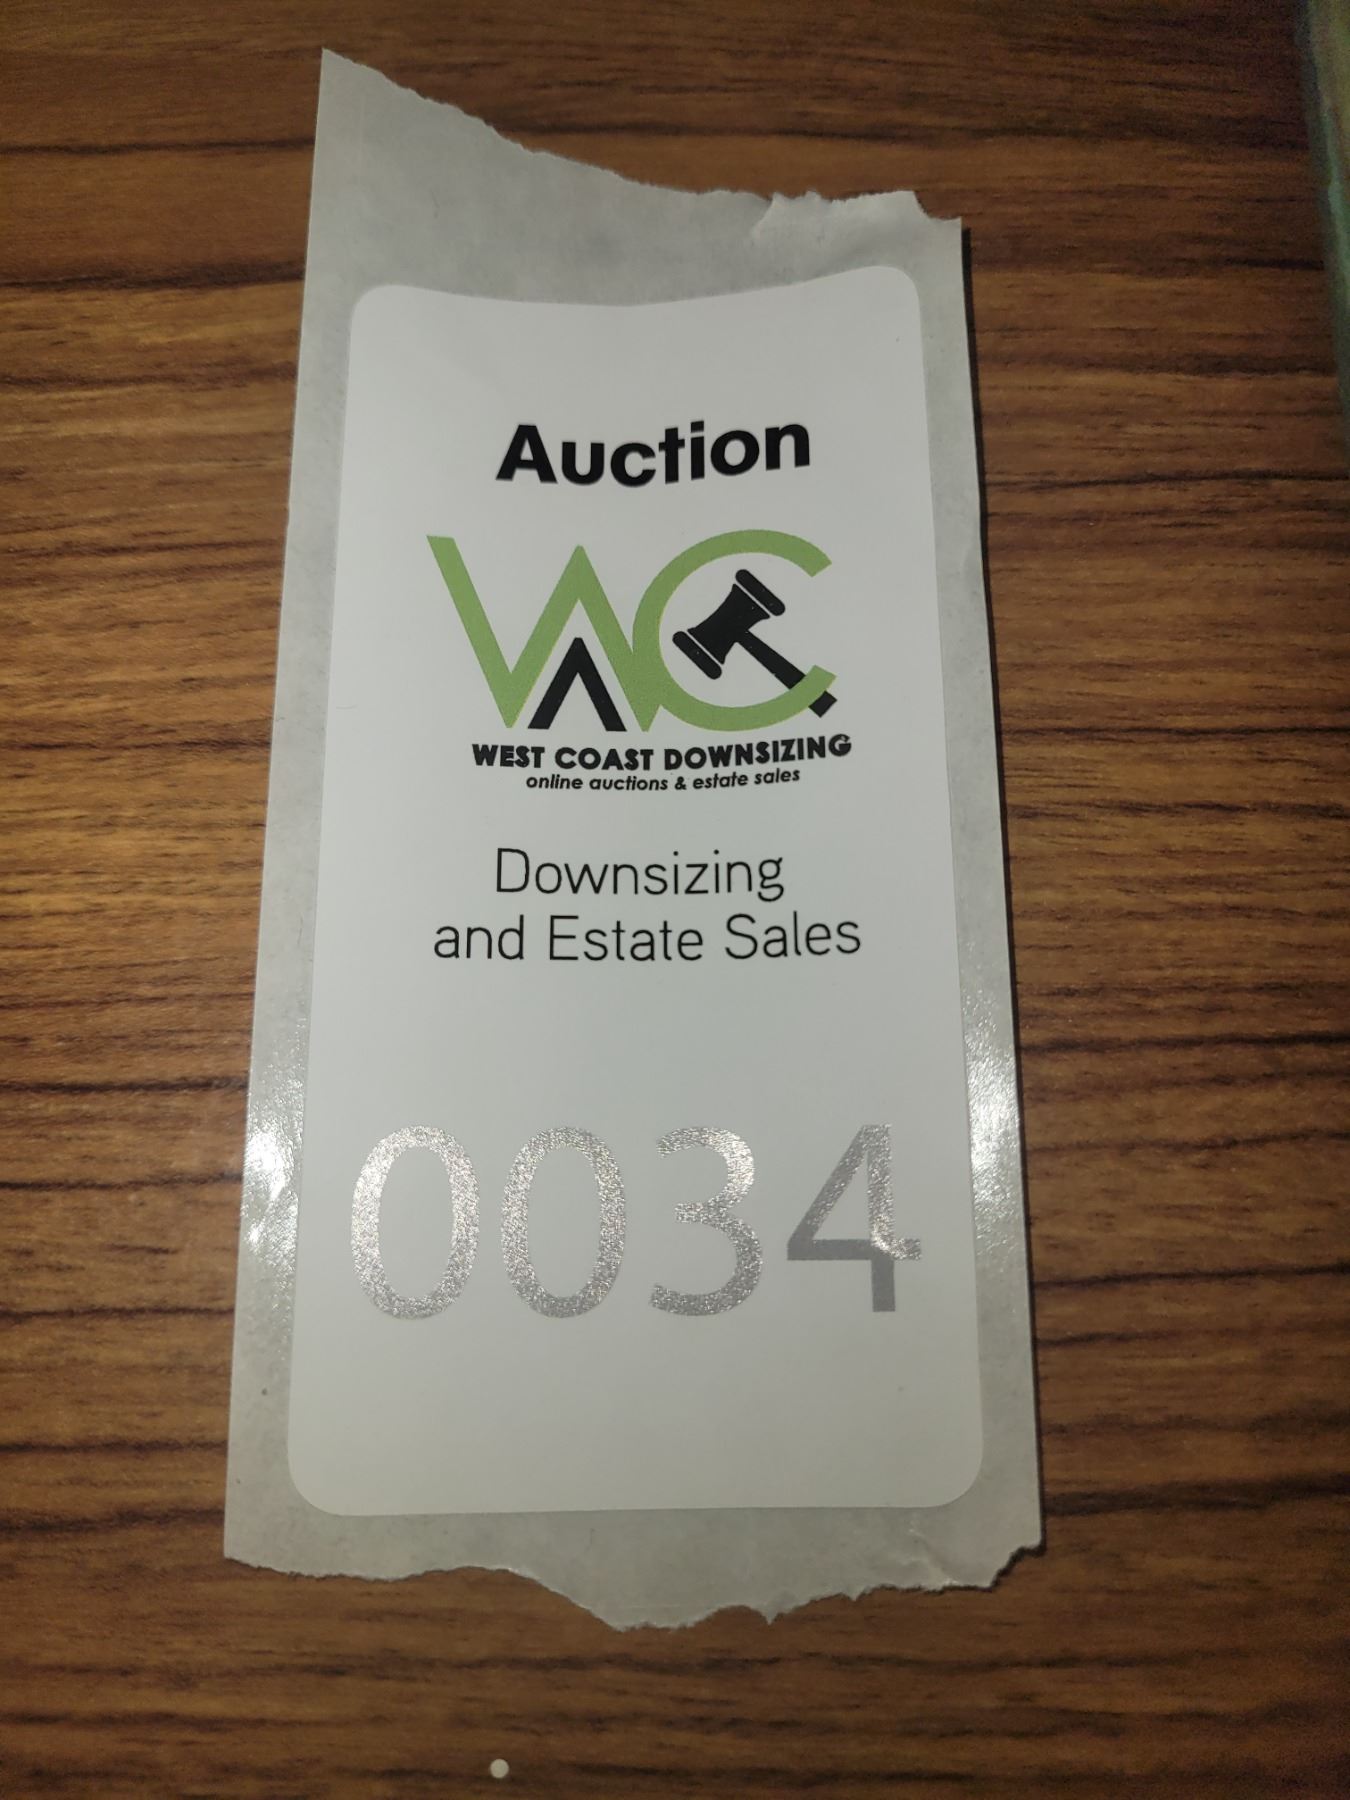 Auction
WC
WEST COAST DOWNSIZING
online auctions & estate sales
Downsizing
and Estate Sales
0034